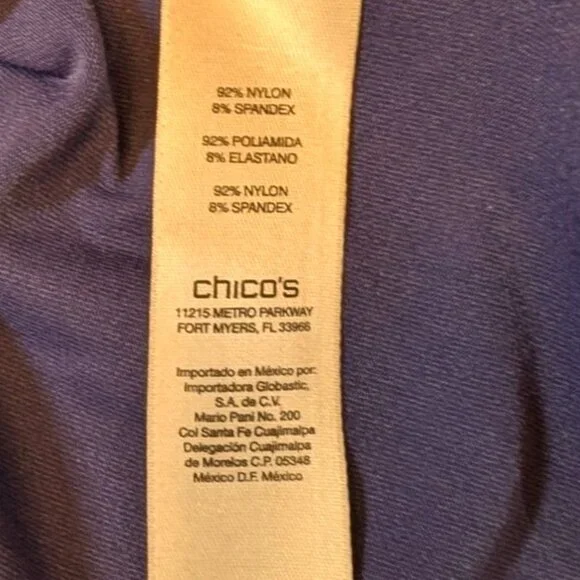 92% NYLON
8% SPANDEX
92% POLIAMIDA
8% ELASTANO
92% NYLON
8% SPANDEX
chico's
11215 METRO PARKWAY
FORT MYERS, FL 33966
Importado en México por:
Importadora Globastic,
S.A. de C.V.
Mario Pani No. 200
Col Santa Fe Cuajimalpa
Delegación Cuajimalpa
de Morelos C.P. 05348
México D.F. México